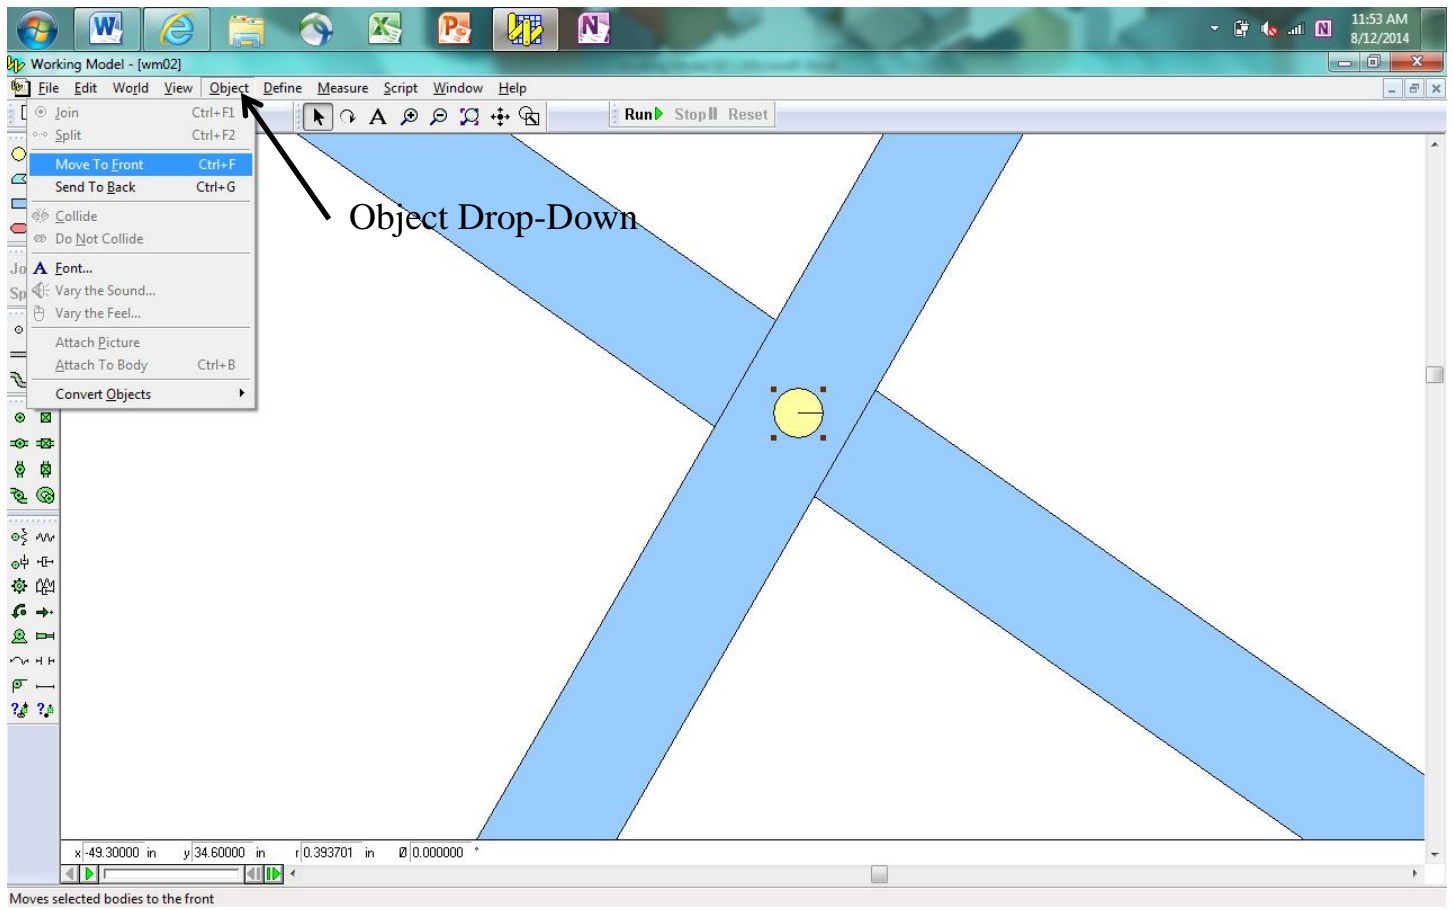 11:53 AM
8/12/2014
Working Model - [wm02]
File Edit World View Object Define Measure Script Window Help
Join Ctrl+F1
Split Ctrl+F2
Move To Front Ctrl+F
Send To Back Ctrl+G
Collide
Do Not Collide
Font...
Vary the Sound...
Vary the Feel...
Attach Picture
Attach To Body Ctrl+B
Convert Objects
Run Stop Reset
Object Drop-Down
x -49.30000 in y 34.60000 in r 0.393701 in Ø 0.000000 °
Moves selected bodies to the front